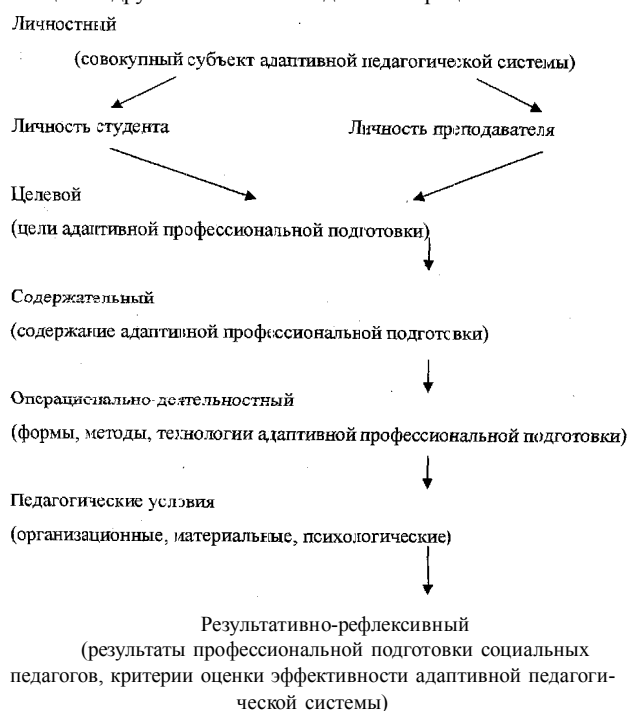 Личностный
(совокупный субъект адаптивной педагогической системы)
Личность студента Личность преподавателя
Целевой
(цели адаптивной профессиональной подготовки)
Содержательный
(содержание адаптивной профессиональной подготовки)
Операционально-деятельностный
(формы, методы, технологии адаптивной профессиональной подготовки)
Педагогические условия
(организационные, материальные, психологические)
Результативно-рефлексивный
(результаты профессиональной подготовки социальных
педагогов, критерии оценки эффективности адаптивной педагоги-
ческой системы)